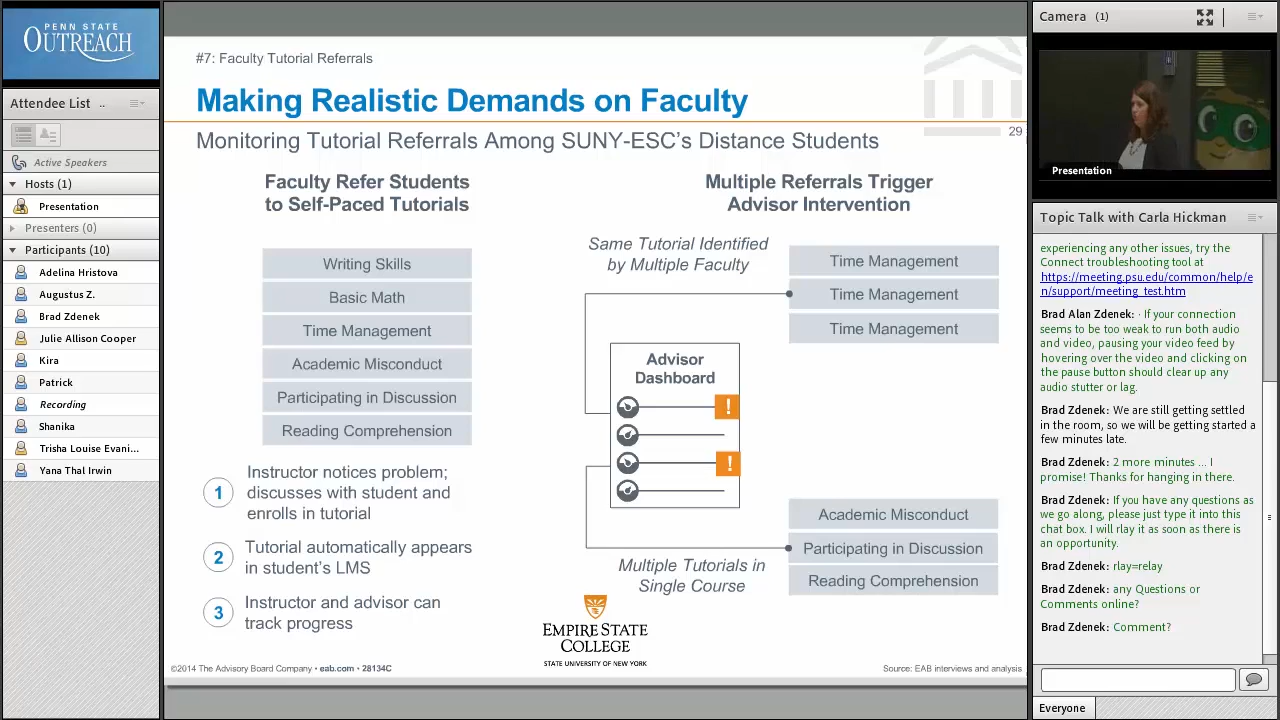 PENN STATE
OUTREACH
Attendee List ..
Active Speakers
Hosts (1)
Presentation
Presenters (0)
Participants (10)
Adelina Hristova
Augustus Z.
Brad Zdenek
Julie Allison Cooper
Kira
Patrick
Recording
Shanika
Trisha Louise Evani...
Yana Thal Irwin
#7: Faculty Tutorial Referrals
Making Realistic Demands on Faculty
29
Monitoring Tutorial Referrals Among SUNY-ESC's Distance Students
Faculty Refer Students
to Self-Paced Tutorials
Writing Skills
Basic Math
Time Management
Academic Misconduct
Participating in Discussion
Reading Comprehension
1
Instructor notices problem;
discusses with student and
enrolls in tutorial
2
Tutorial automatically appears
in student's LMS
3
Instructor and advisor can
track progress
Multiple Referrals Trigger
Advisor Intervention
Same Tutorial Identified
by Multiple Faculty
Time Management
Time Management
Time Management
Advisor
Dashboard
!
!
Academic Misconduct
Participating in Discussion
Reading Comprehension
Multiple Tutorials in
Single Course
EMPIRE STATE
COLLEGE
STATE UNIVERSITY OF NEW YORK
©2014 The Advisory Board Company • eab.com • 28134C
Source: EAB interviews and analysis
Camera (1)
Presentation
Topic Talk with Carla Hickman
experiencing any other issues, try the
Connect troubleshooting tool at
https://meeting.psu.edu/common/help/e
n/support/meeting_test.htm
Brad Alan Zdenek: · If your connection
seems to be too weak to run both audio
and video, pausing your video feed by
hovering over the video and clicking on
the pause button should clear up any
audio stutter or lag.
Brad Zdenek: We are still getting settled
in the room, so we will be getting started a
few minutes late.
Brad Zdenek: 2 more minutes ... I
promise! Thanks for hanging in there.
Brad Zdenek: If you have any questions as
we go along, please just type it into this
chat box. I will rlay it as soon as there is
an opportunity.
Brad Zdenek: rlay=relay
Brad Zdenek: any Questions or
Comments online?
Brad Zdenek: Comment?
Everyone